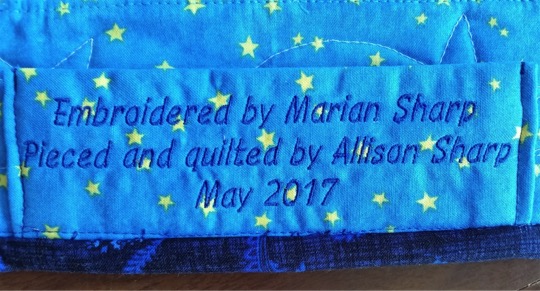 Embroidered by Marian Sharp
Pieced and quilted by Allison Sharp
May 2017